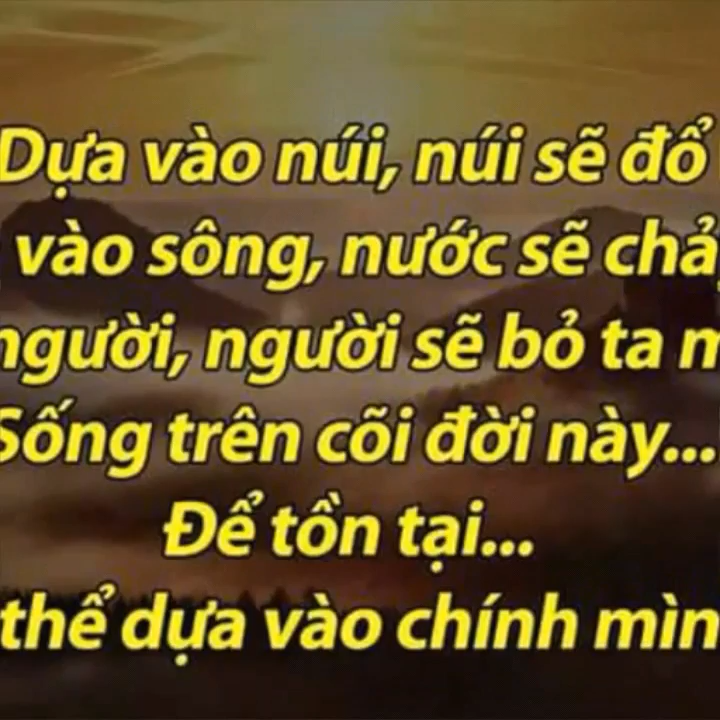 Dựa vào núi, núi sẽ đổ
vào sông, nước sẽ chả
người, người sẽ bỏ ta m
Sống trên cõi đời này...
Để tồn tại...
thể dựa vào chính mìn